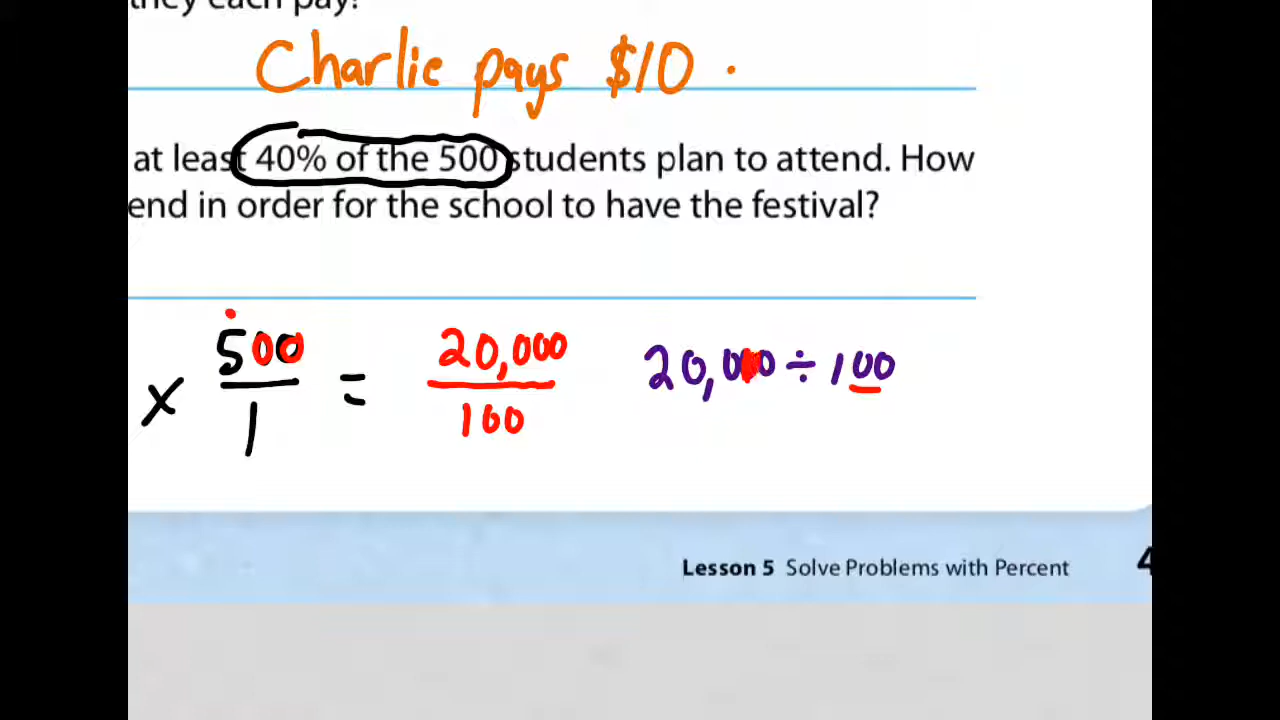 they each pay?
Charlie pays $10.
at least 40% of the 500 students plan to attend. How
end in order for the school to have the festival?
× 500/1 = 20,000/100 20,000 ÷ 100
Lesson 5 Solve Problems with Percent 4